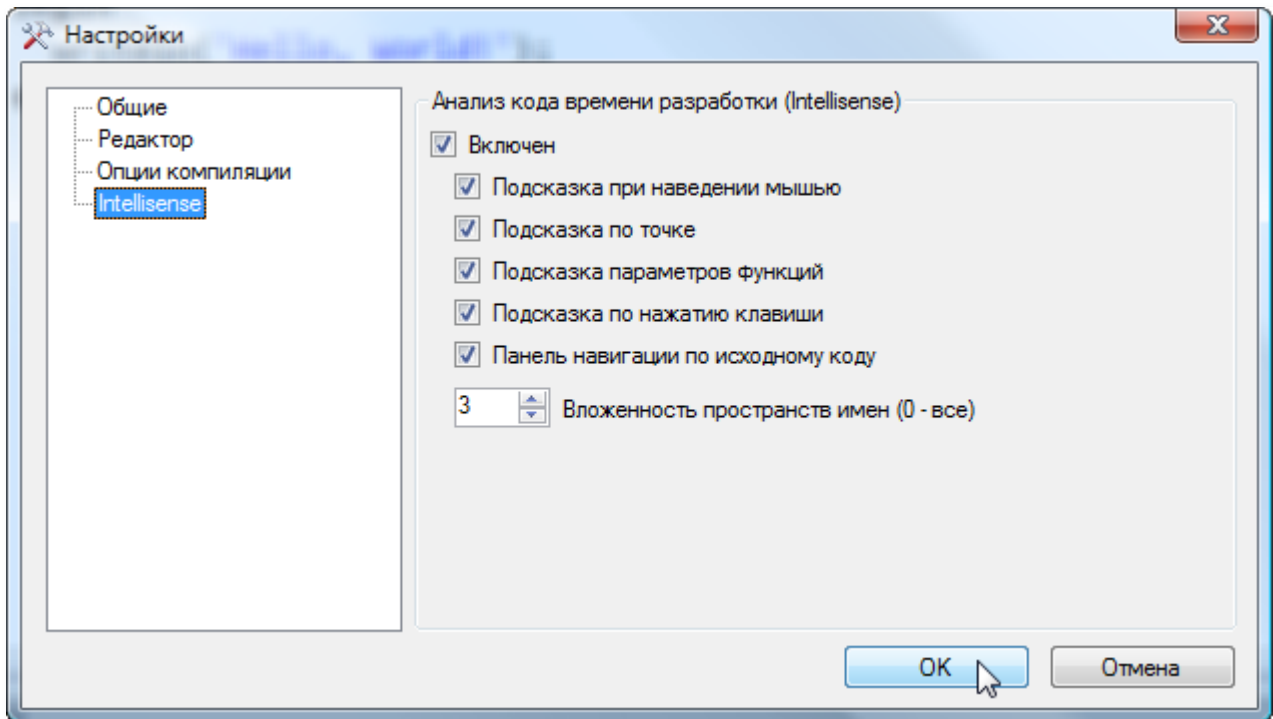 Настройки
Общие
Редактор
Опции компиляции
Intellisense
Анализ кода времени разработки (Intellisense)
Включен
Подсказка при наведении мышью
Подсказка по точке
Подсказка параметров функций
Подсказка по нажатию клавиши
Панель навигации по исходному коду
3 Вложенность пространств имен (0 - все)
OK
Отмена